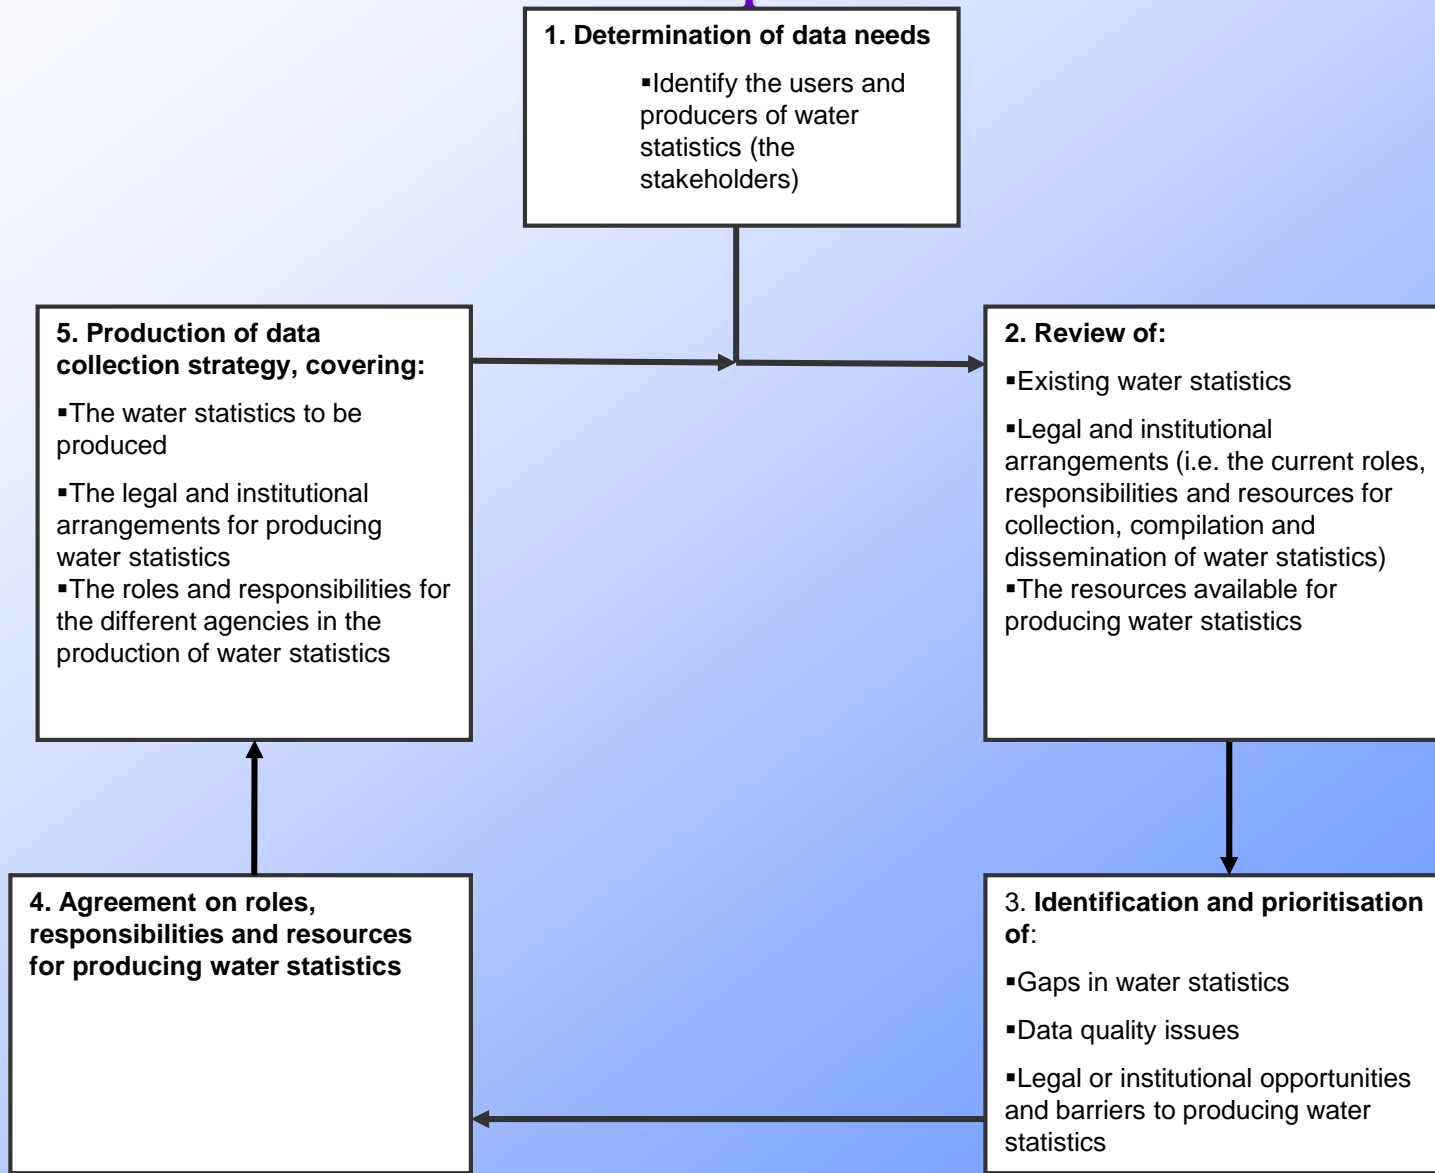 1. Determination of data needs
▪Identify the users and
producers of water
statistics (the
stakeholders)
5. Production of data
collection strategy, covering:
▪The water statistics to be
produced
▪The legal and institutional
arrangements for producing
water statistics
▪The roles and responsibilities for
the different agencies in the
production of water statistics
2. Review of:
▪Existing water statistics
▪Legal and institutional
arrangements (i.e. the current roles,
responsibilities and resources for
collection, compilation and
dissemination of water statistics)
▪The resources available for
producing water statistics
4. Agreement on roles,
responsibilities and resources
for producing water statistics
3. Identification and prioritisation
of:
▪Gaps in water statistics
▪Data quality issues
▪Legal or institutional opportunities
and barriers to producing water
statistics